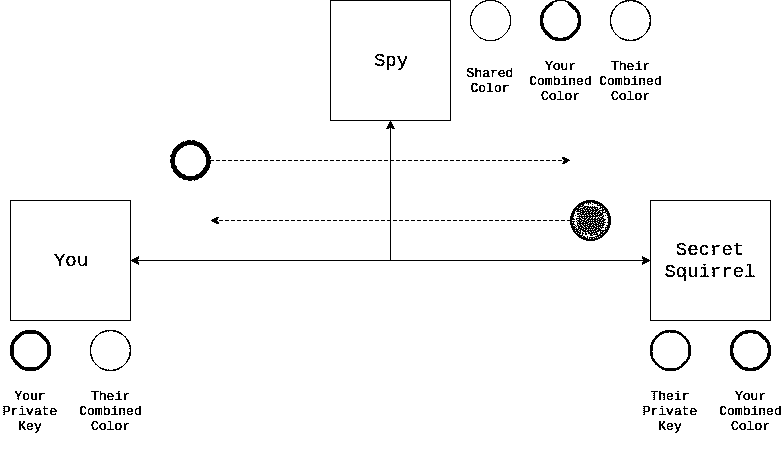 Spy
Shared
Color
Your
Combined
Color
Their
Combined
Color
You
Secret
Squirrel
Your
Private
Key
Their
Combined
Color
Their
Private
Key
Your
Combined
Color